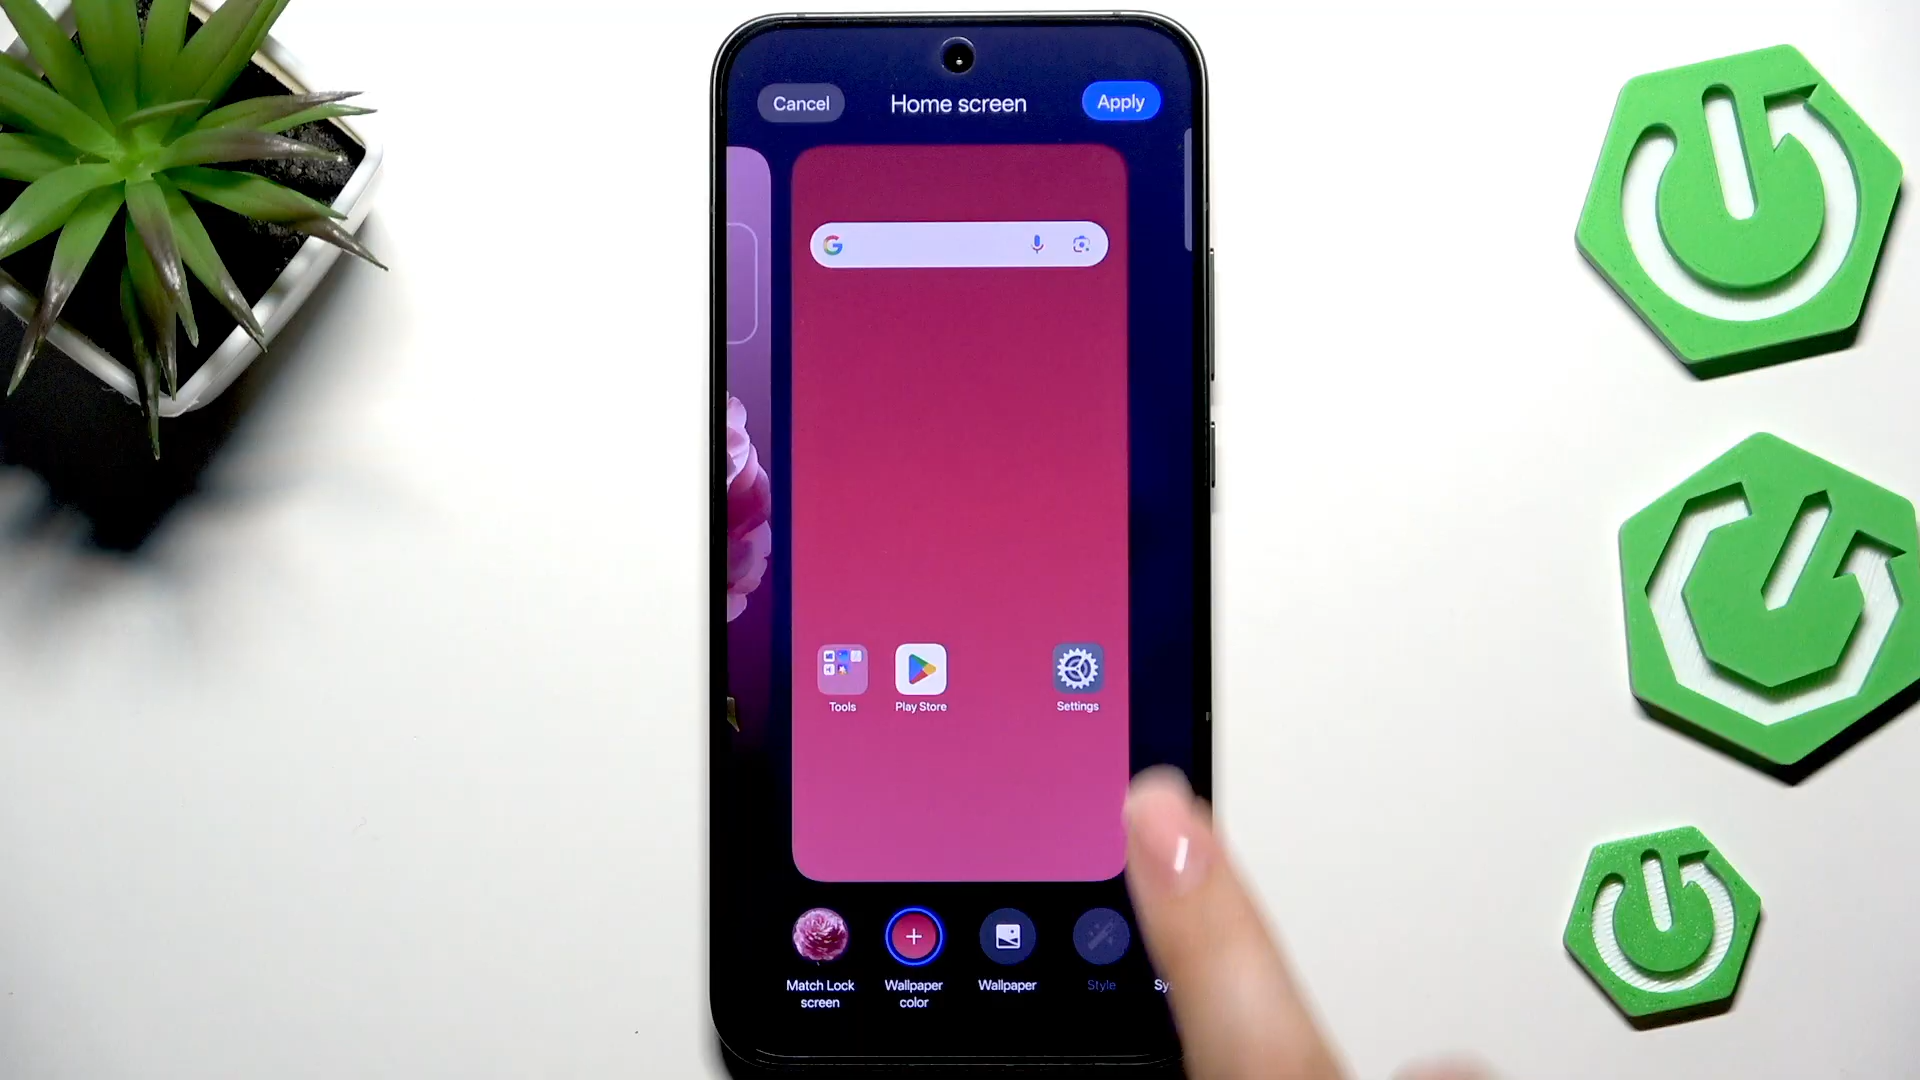 Cancel
Home screen
Apply
Tools
Play Store
Settings
Match Lock
screen
Wallpaper
color
Wallpaper
Style